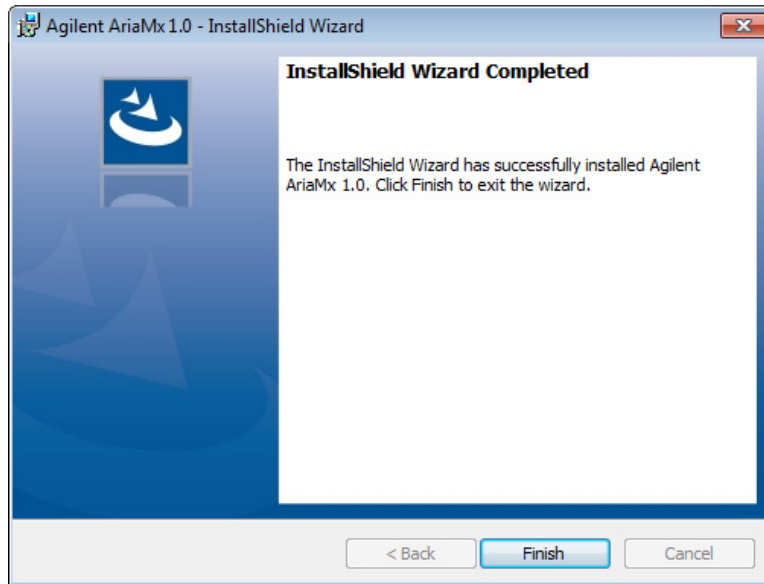 Agilent AriaMx 1.0 - InstallShield Wizard
InstallShield Wizard Completed
The InstallShield Wizard has successfully installed Agilent
AriaMx 1.0. Click Finish to exit the wizard.
< Back
Finish
Cancel